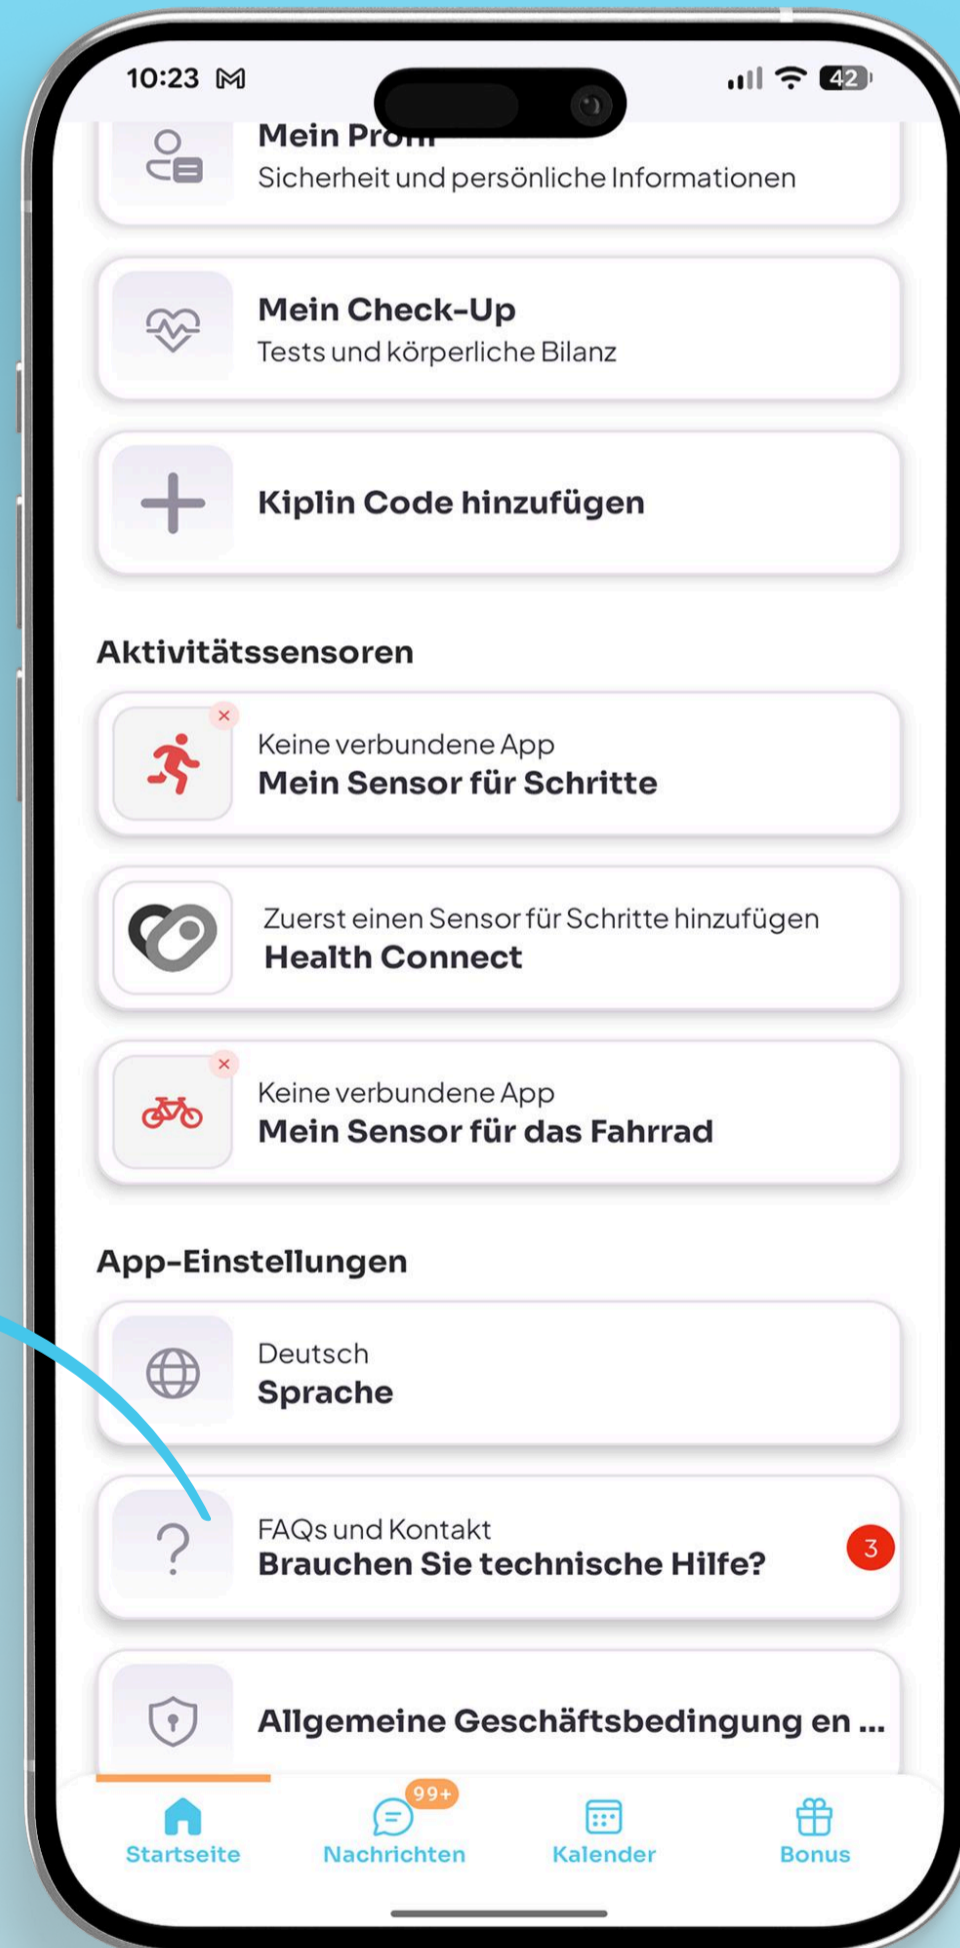 10:23
42
Mein Profil
Sicherheit und persönliche Informationen
Mein Check-Up
Tests und körperliche Bilanz
Kiplin Code hinzufügen
Aktivitätssensoren
Keine verbundene App
Mein Sensor für Schritte
Zuerst einen Sensor für Schritte hinzufügen
Health Connect
Keine verbundene App
Mein Sensor für das Fahrrad
App-Einstellungen
Deutsch
Sprache
FAQs und Kontakt
Brauchen Sie technische Hilfe?
3
Allgemeine Geschäftsbedingung en ...
99+
Startseite
Nachrichten
Kalender
Bonus